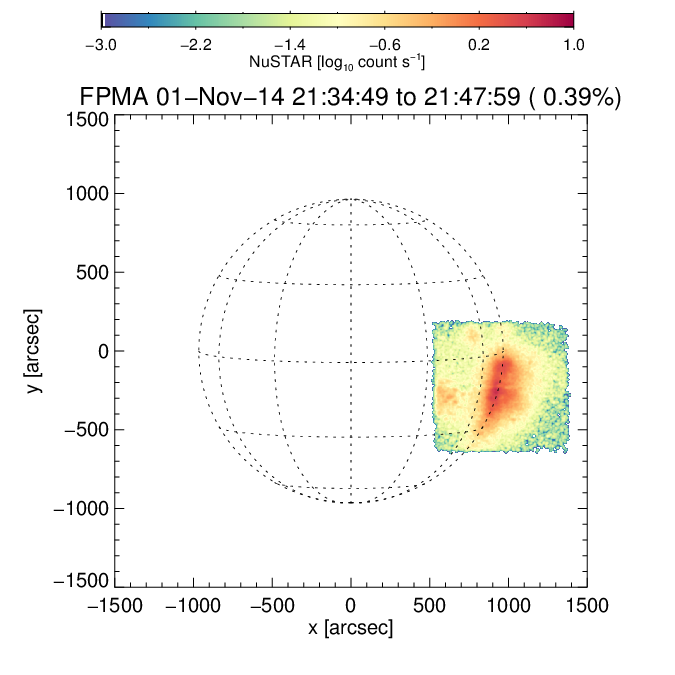 −3.0 −2.2 −1.4 −0.6 0.2 1.0
NuSTAR [log₁₀ count s⁻¹]
FPMA 01−Nov−14 21:34:49 to 21:47:59 ( 0.39%)
1500
1000
500
0
−500
−1000
−1500
y [arcsec]
−1500 −1000 −500 0 500 1000 1500
x [arcsec]